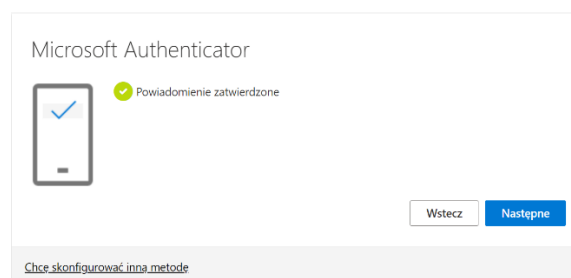 Microsoft Authenticator
Powiadomienie zatwierdzone
Wstecz
Następne
Chcę skonfigurować inną metodę